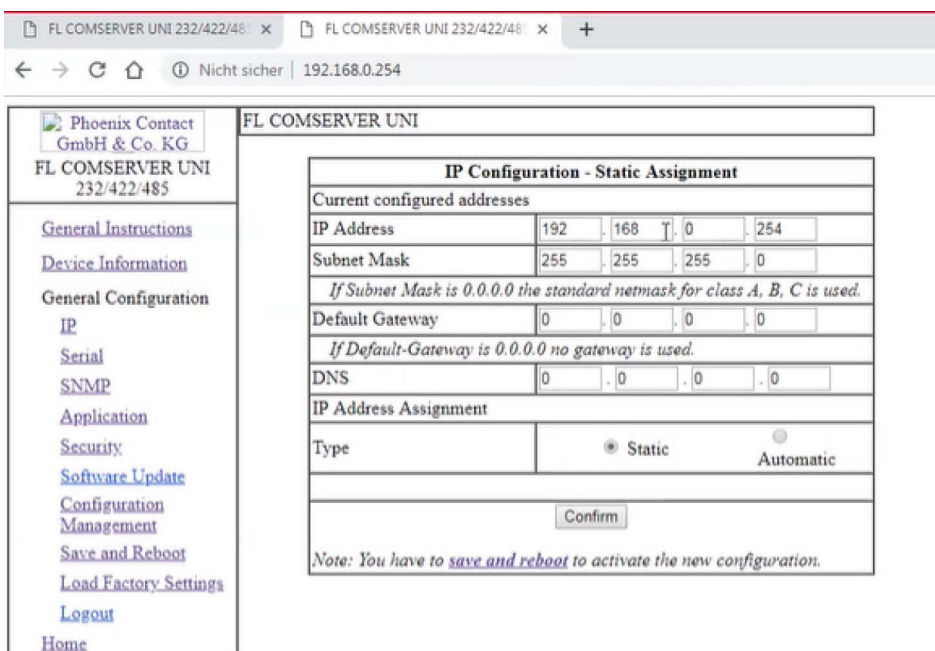 FL COMSERVER UNI 232/422/48
FL COMSERVER UNI 232/422/48
Nicht sicher | 192.168.0.254
Phoenix Contact
GmbH & Co. KG
FL COMSERVER UNI
232/422/485
General Instructions
Device Information
General Configuration
IP
Serial
SNMP
Application
Security
Software Update
Configuration
Management
Save and Reboot
Load Factory Settings
Logout
Home
FL COMSERVER UNI
IP Configuration - Static Assignment
Current configured addresses
IP Address 192 . 168 . 0 . 254
Subnet Mask 255 . 255 . 255 . 0
If Subnet Mask is 0.0.0.0 the standard netmask for class A, B, C is used.
Default Gateway 0 . 0 . 0 . 0
If Default-Gateway is 0.0.0.0 no gateway is used.
DNS 0 . 0 . 0 . 0
IP Address Assignment
Type Static Automatic
Confirm
Note: You have to save and reboot to activate the new configuration.